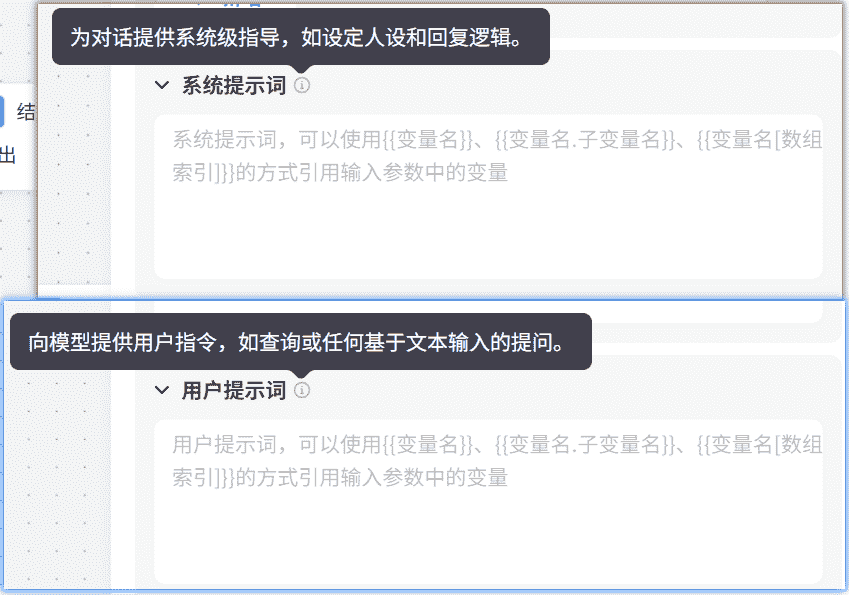 为对话提供系统级指导，如设定人设和回复逻辑。
系统提示词
结
系统提示词，可以使用{{变量名}}、{{变量名.子变量名}}、{{变量名[数组
出
索引]}}的方式引用输入参数中的变量
向模型提供用户指令，如查询或任何基于文本输入的提问。
用户提示词
用户提示词，可以使用{{变量名}}、{{变量名.子变量名}}、{{变量名[数组
索引]}}的方式引用输入参数中的变量